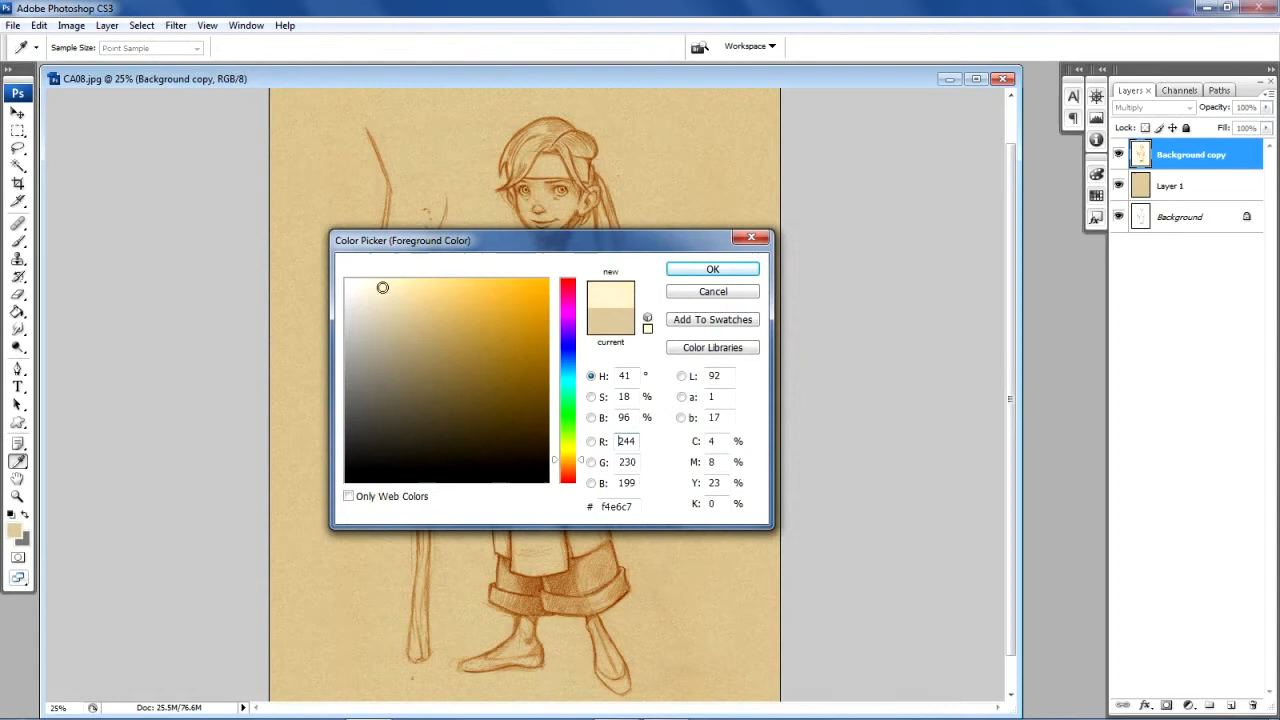 Ps Adobe Photoshop CS3
File Edit Image Layer Select Filter View Window Help
Sample Size: Point Sample Workspace
CA08.jpg @ 25% (Background copy, RGB/8)
Ps
T
A
Layers x Channels Paths
Multiply Opacity: 100%
Lock: Fill: 100%
Background copy
Layer 1
Background
Color Picker (Foreground Color)
new
current
OK
Cancel
Add To Swatches
Color Libraries
H: 41 ° L: 92
S: 18 % a: 1
B: 96 % b: 17
R: 244 C: 4 %
G: 230 M: 8 %
B: 199 Y: 23 %
# f4e6c7 K: 0 %
Only Web Colors
25% Doc: 25.5M/76.6M
fx